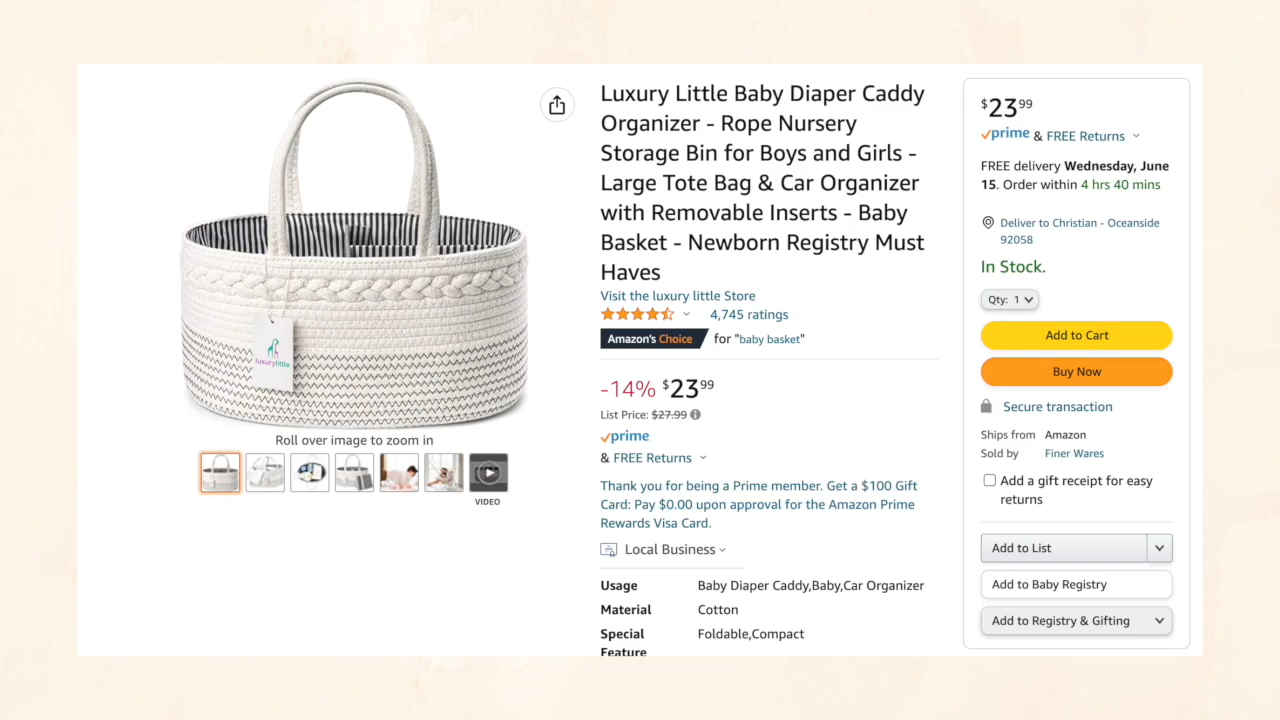 Luxury Little Baby Diaper Caddy
Organizer - Rope Nursery
Storage Bin for Boys and Girls -
Large Tote Bag & Car Organizer
with Removable Inserts - Baby
Basket - Newborn Registry Must
Haves
Visit the luxury little Store
4,745 ratings
Amazon's Choice for "baby basket"
-14% $23 99
List Price: $27.99
prime
& FREE Returns
Thank you for being a Prime member. Get a $100 Gift
Card: Pay $0.00 upon approval for the Amazon Prime
Rewards Visa Card.
Local Business
Usage Baby Diaper Caddy,Baby,Car Organizer
Material Cotton
Special Foldable,Compact
Feature
luxurylittle
Roll over image to zoom in
VIDEO
$23 99
prime & FREE Returns
FREE delivery Wednesday, June
15. Order within 4 hrs 40 mins
Deliver to Christian - Oceanside
92058
In Stock.
Qty: 1
Add to Cart
Buy Now
Secure transaction
Ships from Amazon
Sold by Finer Wares
Add a gift receipt for easy
returns
Add to List
Add to Baby Registry
Add to Registry & Gifting